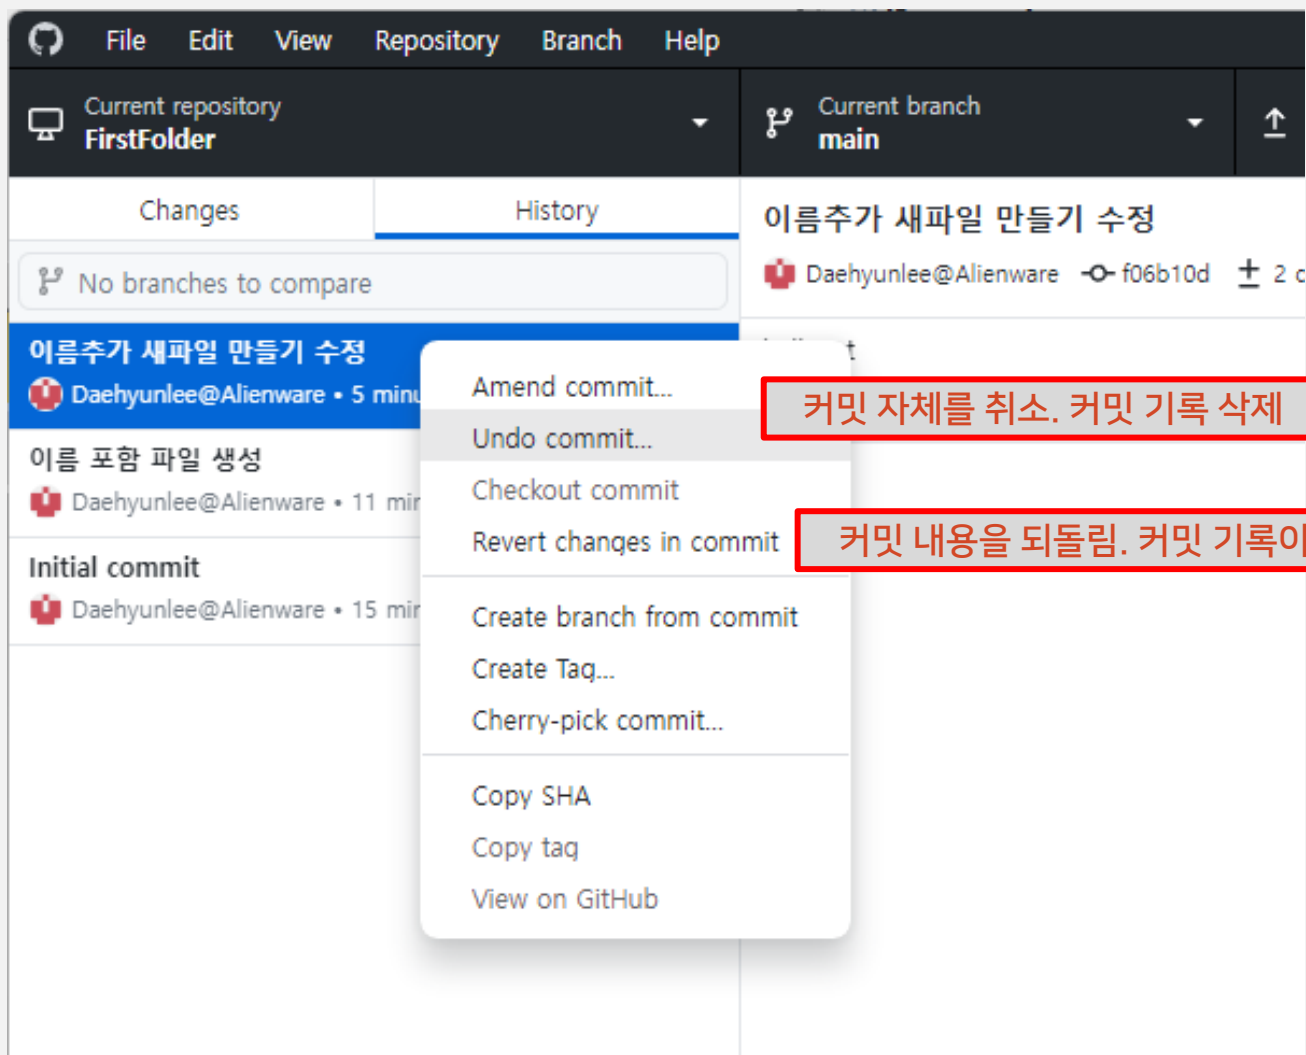 File Edit View Repository Branch Help
Current repository
FirstFolder
Current branch
main
Changes History
No branches to compare
이름추가 새파일 만들기 수정
Daehyunlee@Alienware • 5 minu
이름 포함 파일 생성
Daehyunlee@Alienware • 11 min
Initial commit
Daehyunlee@Alienware • 15 min
이름추가 새파일 만들기 수정
Daehyunlee@Alienware f06b10d 2 c
Amend commit...
Undo commit...
Checkout commit
Revert changes in commit
Create branch from commit
Create Tag...
Cherry-pick commit...
Copy SHA
Copy tag
View on GitHub
커밋 자체를 취소. 커밋 기록 삭제
커밋 내용을 되돌림. 커밋 기록이